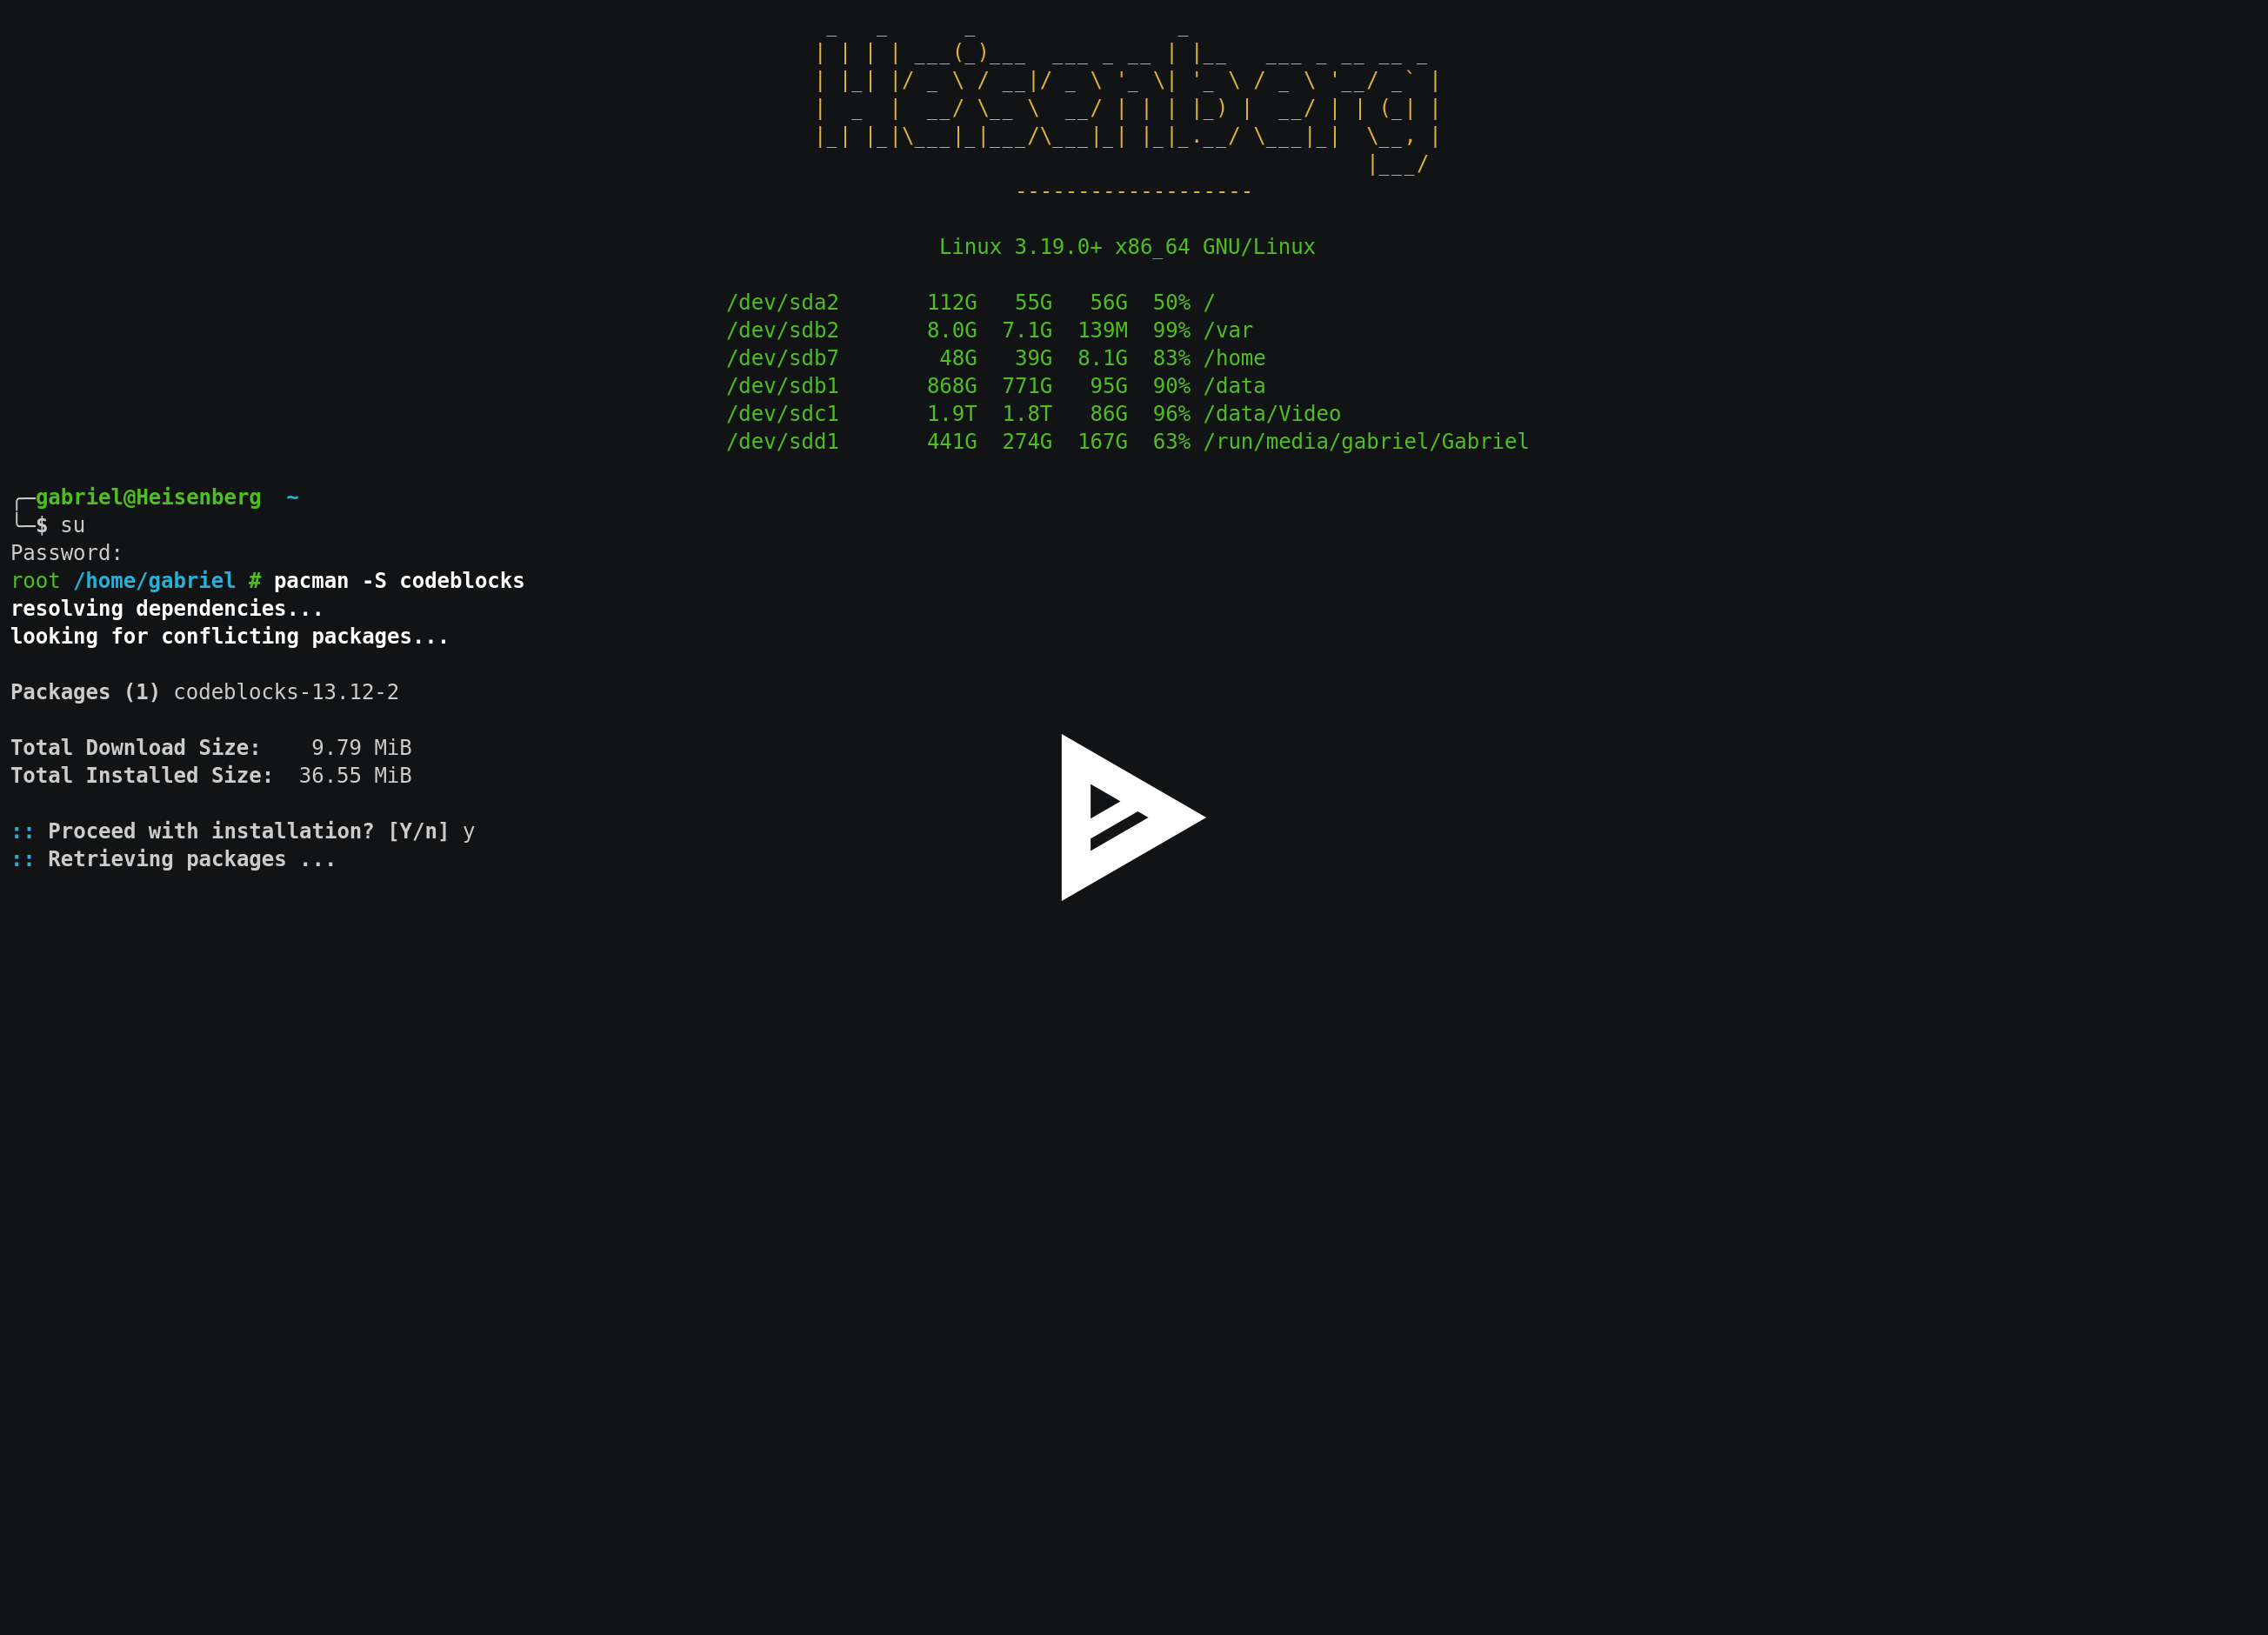 Heisenberg
-------------------
Linux 3.19.0+ x86_64 GNU/Linux
/dev/sda2       112G   55G   56G  50% /
/dev/sdb2       8.0G  7.1G  139M  99% /var
/dev/sdb7        48G   39G  8.1G  83% /home
/dev/sdb1       868G  771G   95G  90% /data
/dev/sdc1       1.9T  1.8T   86G  96% /data/Video
/dev/sdd1       441G  274G  167G  63% /run/media/gabriel/Gabriel
╭─gabriel@Heisenberg  ~
╰─$ su
Password:
root /home/gabriel # pacman -S codeblocks
resolving dependencies...
looking for conflicting packages...
Packages (1) codeblocks-13.12-2
Total Download Size:    9.79 MiB
Total Installed Size:  36.55 MiB
:: Proceed with installation? [Y/n] y
:: Retrieving packages ...